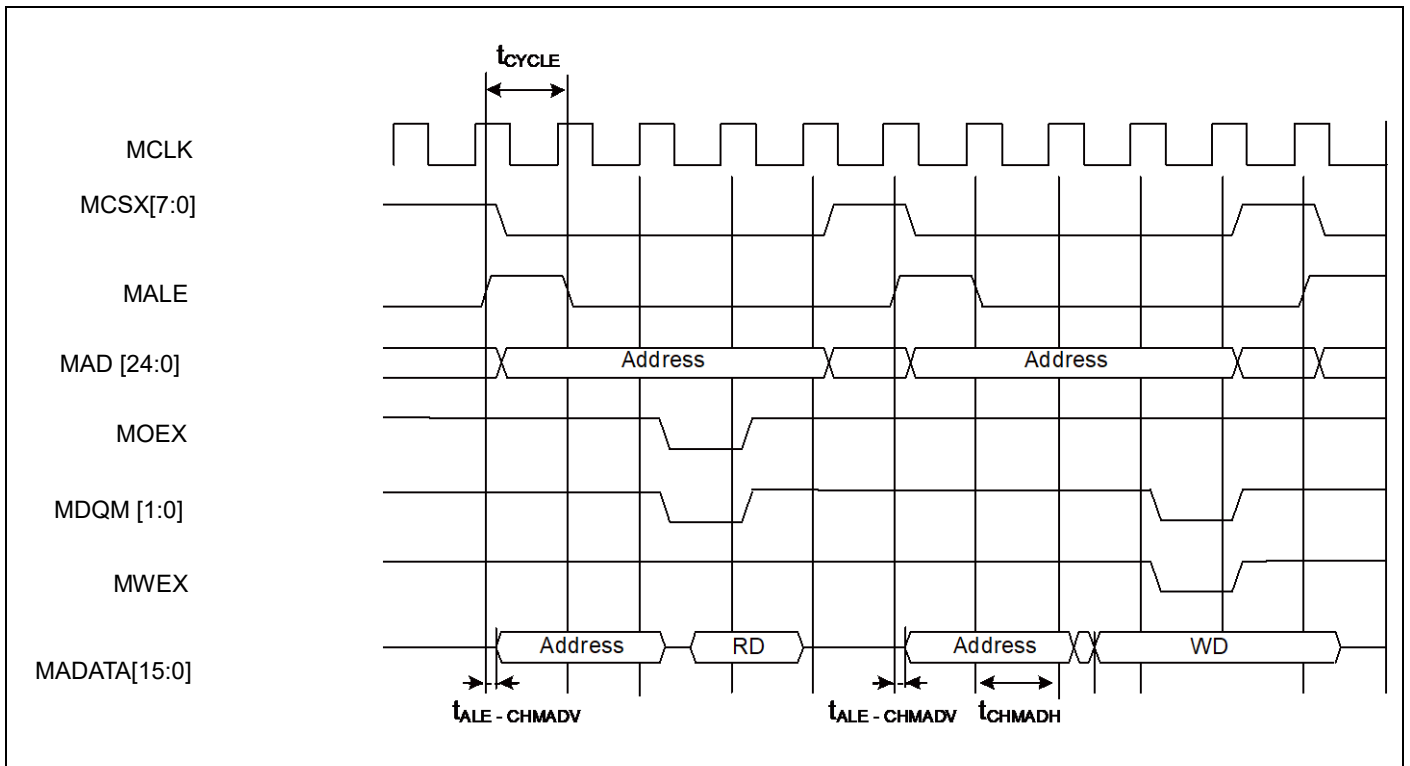 tCYCLE
MCLK
MCSX[7:0]
MALE
MAD [24:0]
Address
Address
MOEX
MDQM [1:0]
MWEX
MADATA[15:0]
Address
RD
Address
WD
tALE - CHMADV
tALE - CHMADV
tCHMADH